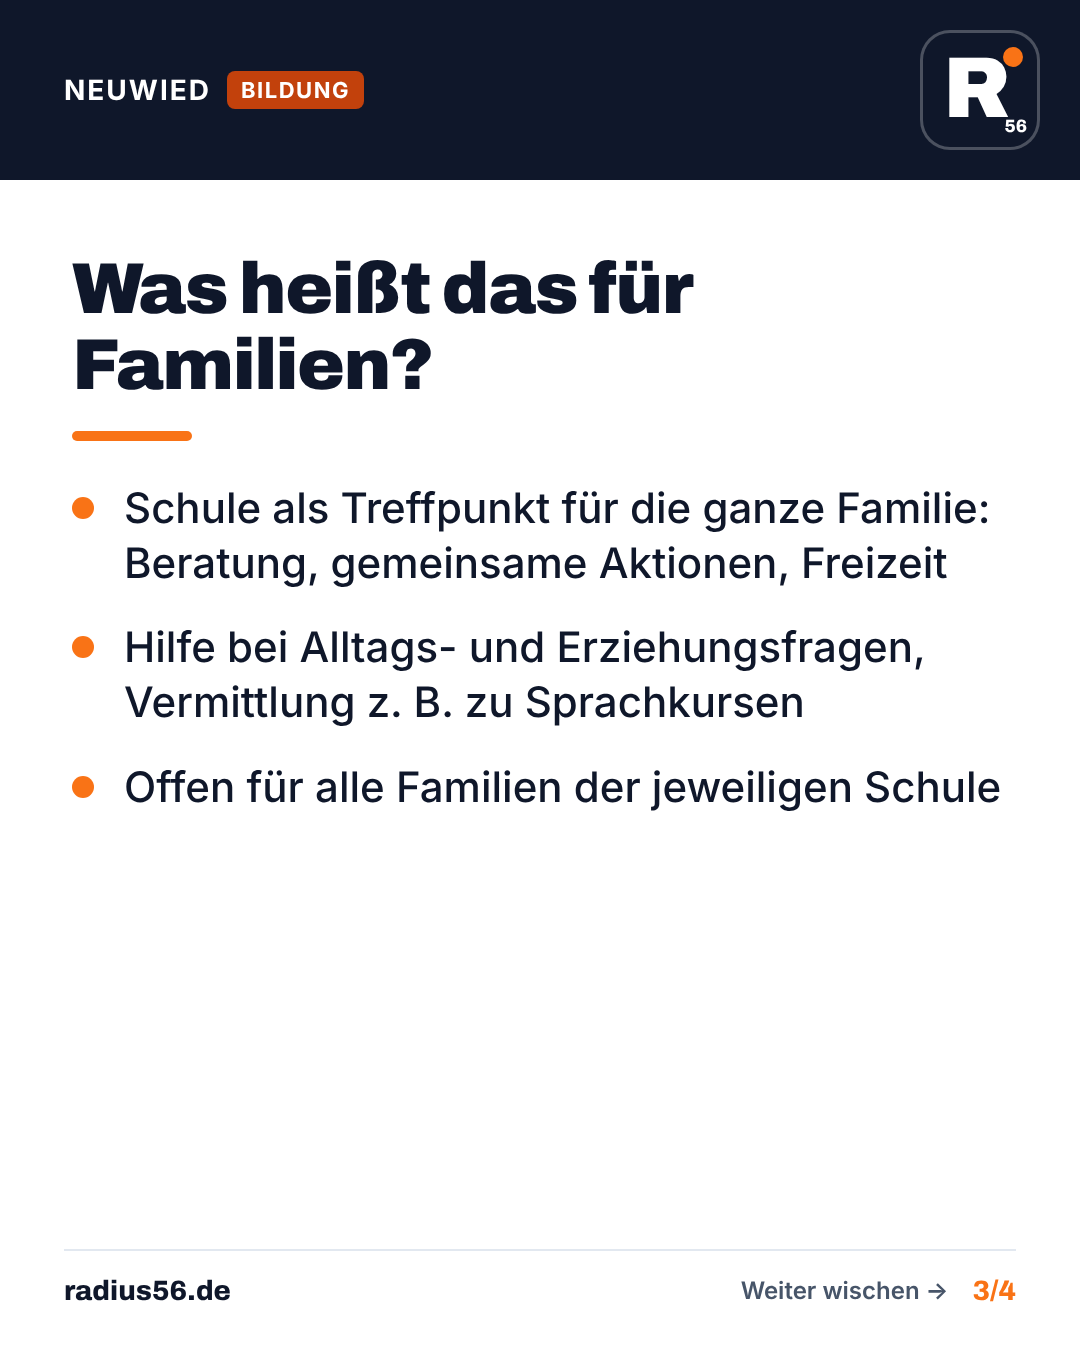 NEUWIED BILDUNG
R
56
Was heißt das für
Familien?
Schule als Treffpunkt für die ganze Familie:
Beratung, gemeinsame Aktionen, Freizeit
Hilfe bei Alltags- und Erziehungsfragen,
Vermittlung z. B. zu Sprachkursen
Offen für alle Familien der jeweiligen Schule
radius56.de
Weiter wischen → 3/4